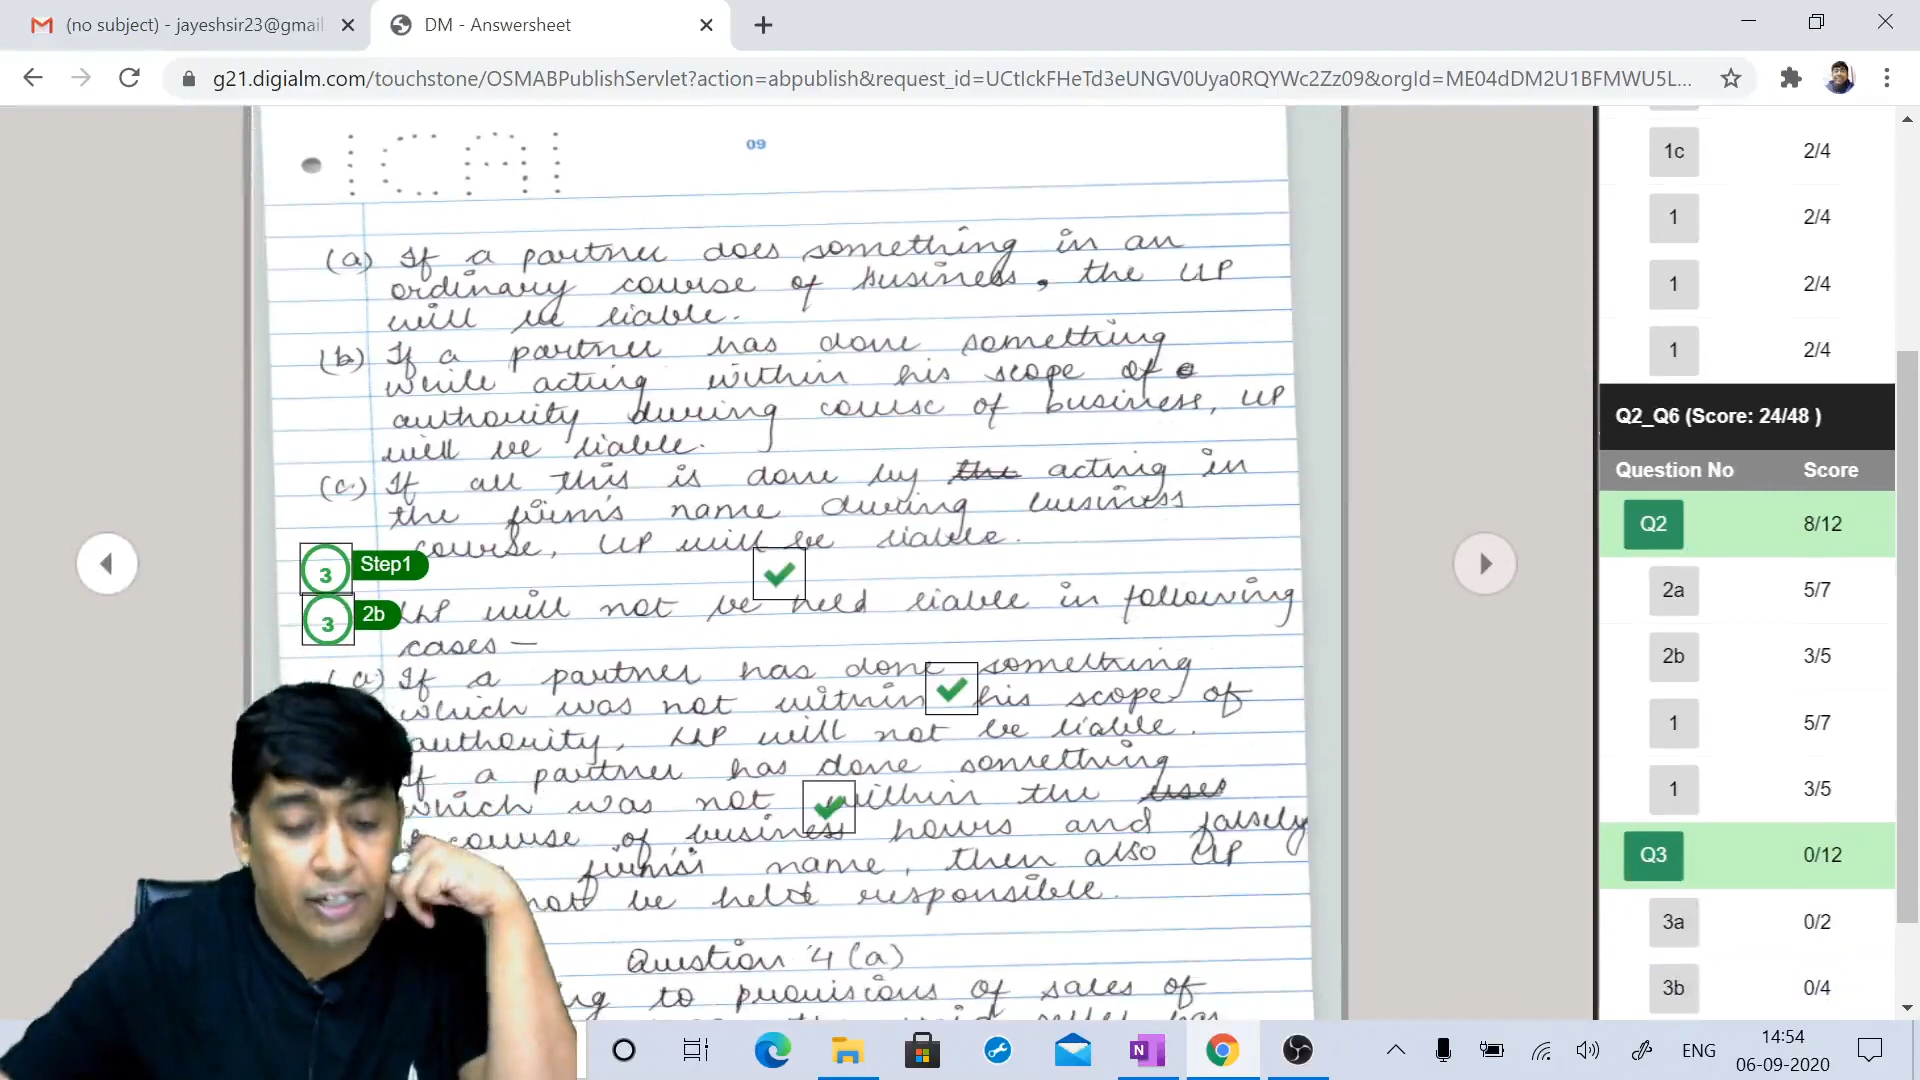 (no subject) - jayeshsir23@gmail
DM - Answersheet
g21.digialm.com/touchstone/OSMABPublishServlet?action=abpublish&request_id=UCtIckFHeTd3eUNGV0Uya0RQYWc2Zz09&orgId=ME04dDM2U1BFMWU5L...
ICAI
09
(a) If a partner does something in an
ordinary course of business, the LLP
will be liable.
(b) If a partner has done something
while acting within his scope of
authority during course of business, LLP
will be liable.
(c) If all this is done by the acting in
the firm's name during business
course, LLP will be liable.
3 Step1
3 2b
LLP will not be held liable in following
cases -
(a) If a partner has done something
which was not within his scope of
authority, LLP will not be liable.
If a partner has done something
which was not within the
course of business hours and falsely
firm's name, then also LLP
not be held responsible.
Question 4 (a)
to provisions of sales of
1c 2/4
1 2/4
1 2/4
1 2/4
Q2_Q6 (Score: 24/48 )
Question No Score
Q2 8/12
2a 5/7
2b 3/5
1 5/7
1 3/5
Q3 0/12
3a 0/2
3b 0/4
N
ENG
14:54
06-09-2020